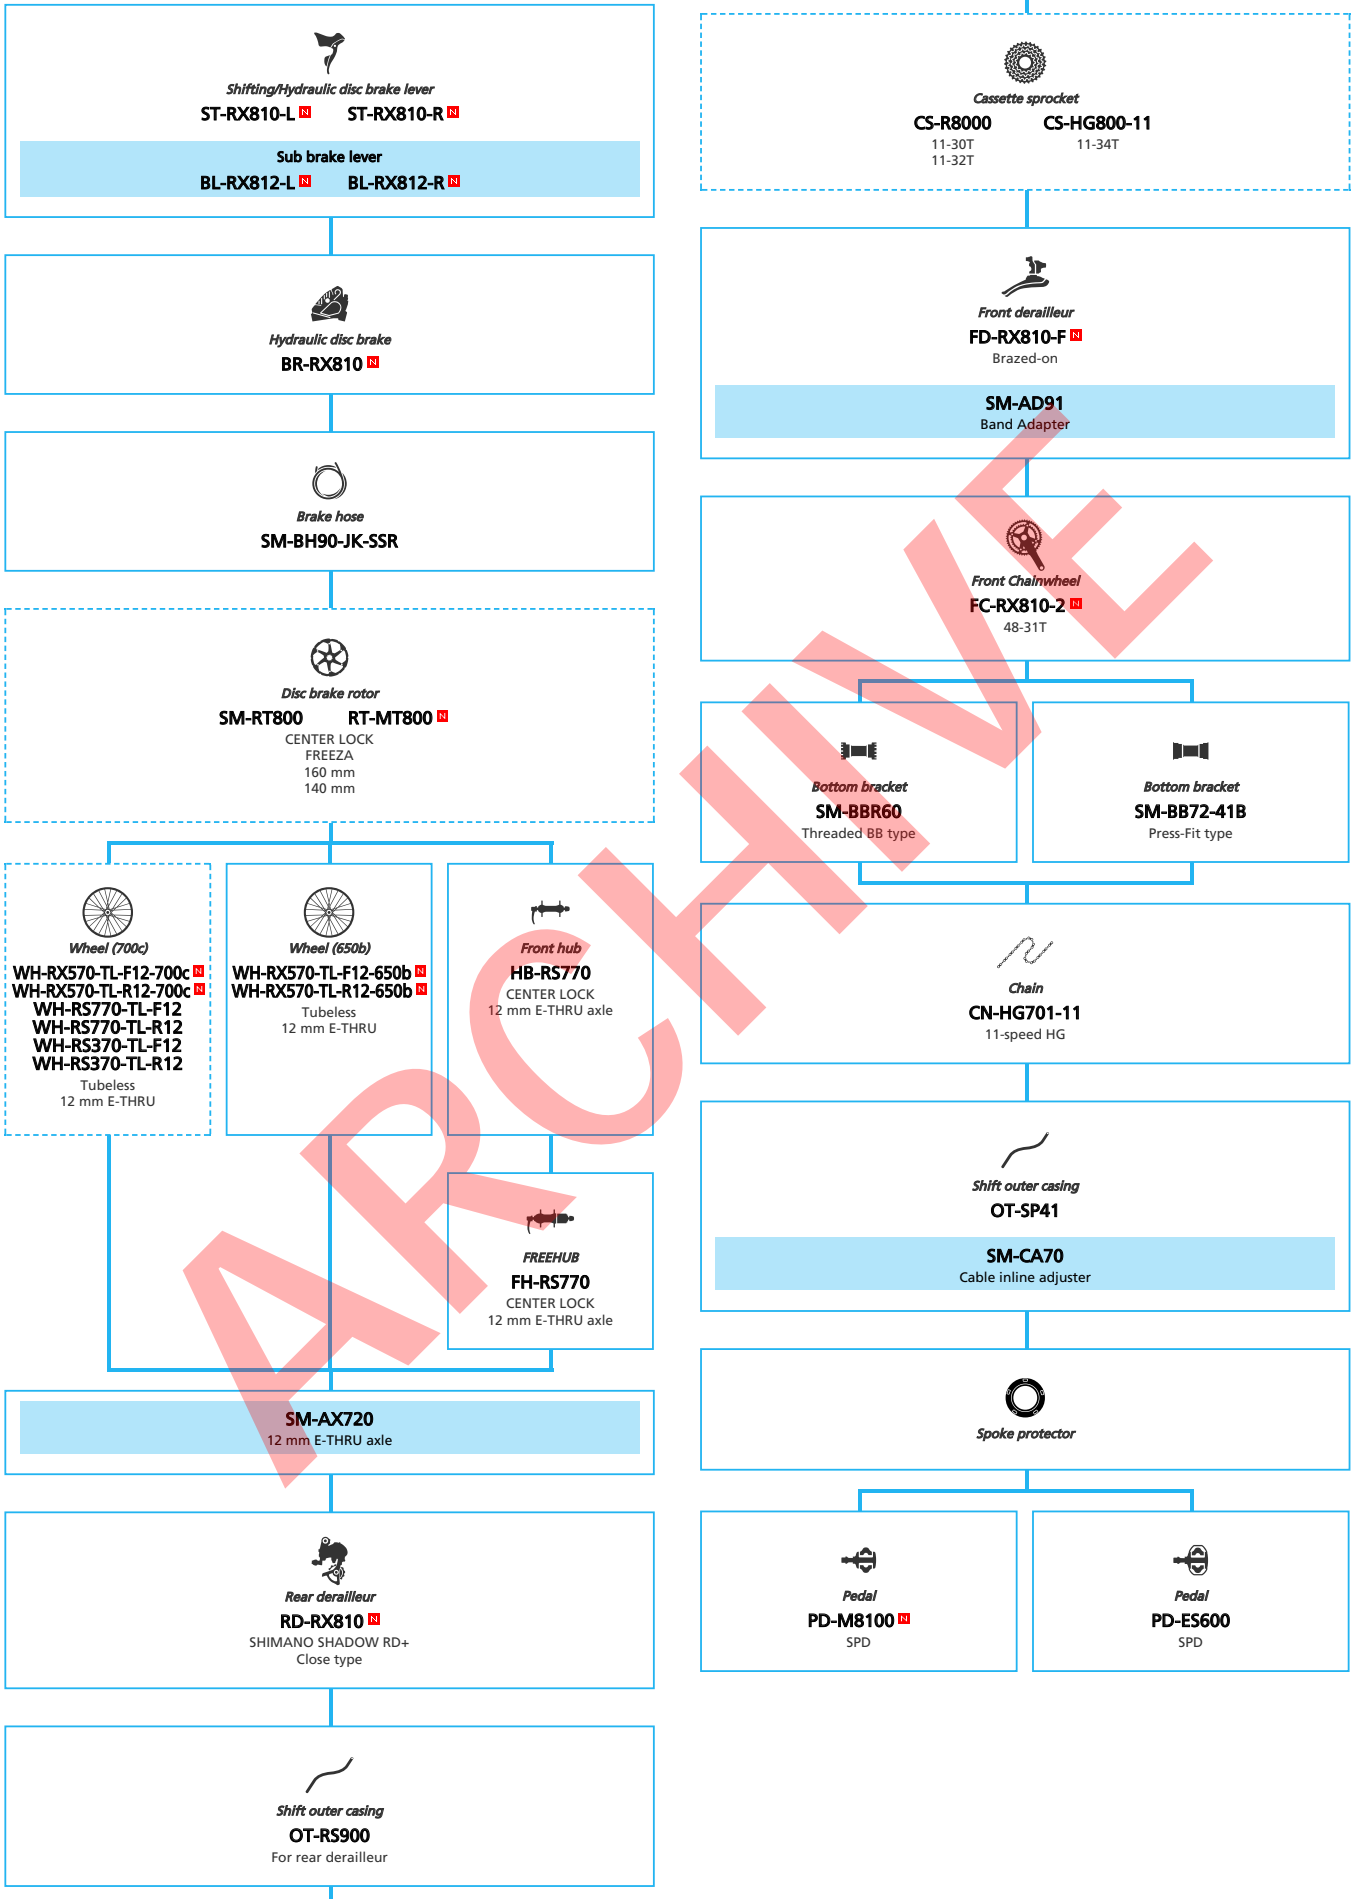 Shifting/Hydraulic disc brake lever
ST-RX810-L N ST-RX810-R N
Sub brake lever
BL-RX812-L N BL-RX812-R N
Hydraulic disc brake
BR-RX810 N
Brake hose
SM-BH90-JK-SSR
Disc brake rotor
SM-RT800 RT-MT800 N
CENTER LOCK
FREEZA
160 mm
140 mm
Wheel (700c)
WH-RX570-TL-F12-700c N
WH-RX570-TL-R12-700c N
WH-RS770-TL-F12
WH-RS770-TL-R12
WH-RS370-TL-F12
WH-RS370-TL-R12
Tubeless
12 mm E-THRU
Wheel (650b)
WH-RX570-TL-F12-650b N
WH-RX570-TL-R12-650b N
Tubeless
12 mm E-THRU
Front hub
HB-RS770
CENTER LOCK
12 mm E-THRU axle
FREEHUB
FH-RS770
CENTER LOCK
12 mm E-THRU axle
SM-AX720
12 mm E-THRU axle
Rear derailleur
RD-RX810 N
SHIMANO SHADOW RD+
Close type
Shift outer casing
OT-RS900
For rear derailleur
Cassette sprocket
CS-R8000 CS-HG800-11
11-30T 11-34T
11-32T
Front derailleur
FD-RX810-F N
Brazed-on
SM-AD91
Band Adapter
Front Chainwheel
FC-RX810-2 N
48-31T
Bottom bracket
SM-BBR60
Threaded BB type
Bottom bracket
SM-BB72-41B
Press-Fit type
Chain
CN-HG701-11
11-speed HG
Shift outer casing
OT-SP41
SM-CA70
Cable inline adjuster
Spoke protector
Pedal
PD-M8100 N
SPD
Pedal
PD-ES600
SPD
ARCHIVE